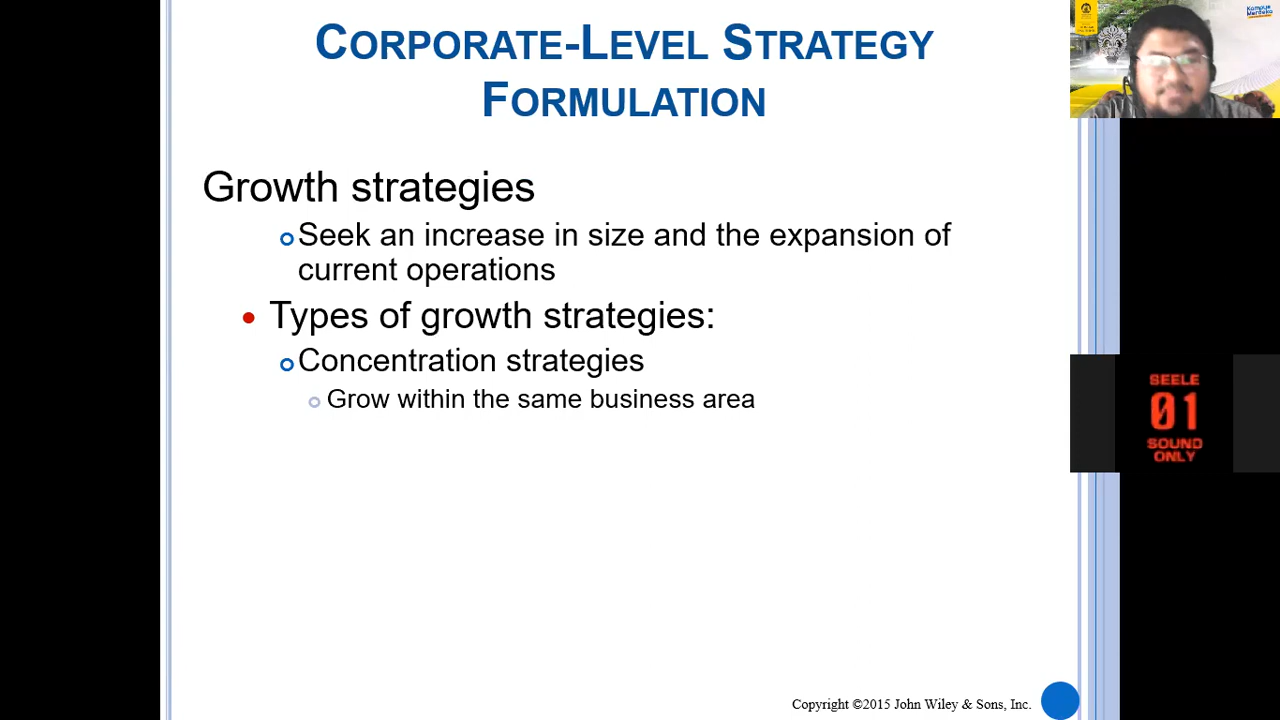 CORPORATE-LEVEL STRATEGY
FORMULATION
Growth strategies
Seek an increase in size and the expansion of
current operations
Types of growth strategies:
Concentration strategies
Grow within the same business area
Copyright ©2015 John Wiley & Sons, Inc.
Kampus
Merdeka
SEELE
01
SOUND
ONLY